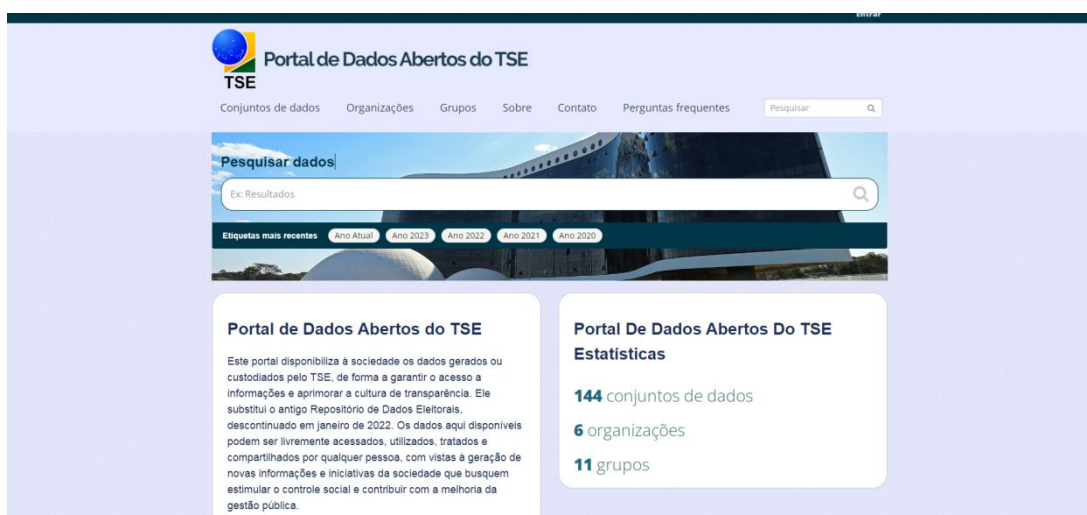 Entrar
Portal de Dados Abertos do TSE
TSE
Conjuntos de dados Organizações Grupos Sobre Contato Perguntas frequentes Pesquisar
Pesquisar dados
Ex: Resultados
Etiquetas mais recentes Ano Atual Ano 2023 Ano 2022 Ano 2021 Ano 2020
Portal de Dados Abertos do TSE
Este portal disponibiliza à sociedade os dados gerados ou
custodiados pelo TSE, de forma a garantir o acesso a
informações e aprimorar a cultura de transparência. Ele
substitui o antigo Repositório de Dados Eleitorais,
descontinuado em janeiro de 2022. Os dados aqui disponíveis
podem ser livremente acessados, utilizados, tratados e
compartilhados por qualquer pessoa, com vistas à geração de
novas informações e iniciativas da sociedade que busquem
estimular o controle social e contribuir com a melhoria da
gestão pública.
Portal De Dados Abertos Do TSE
Estatísticas
144 conjuntos de dados
6 organizações
11 grupos